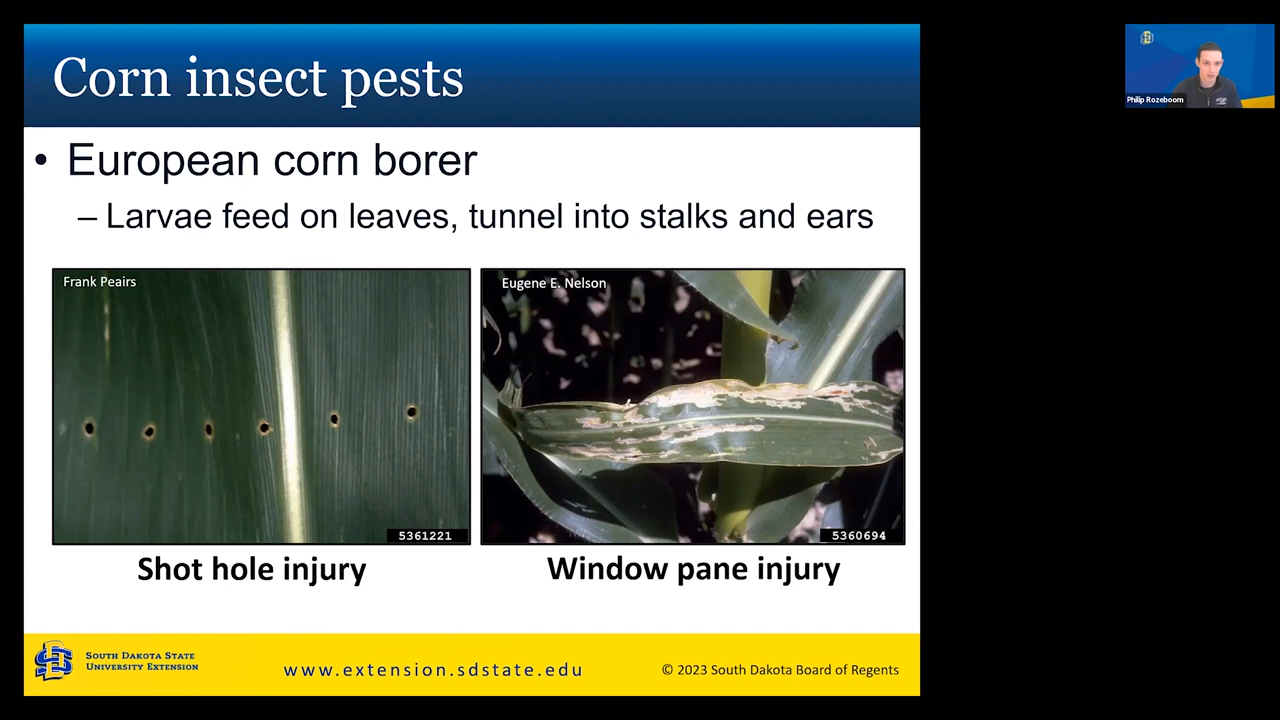 Corn insect pests
• European corn borer
– Larvae feed on leaves, tunnel into stalks and ears
Frank Peairs
5361221
Shot hole injury
Eugene E. Nelson
5360694
Window pane injury
South Dakota State
University Extension
www.extension.sdstate.edu
© 2023 South Dakota Board of Regents
Philip Rozeboom